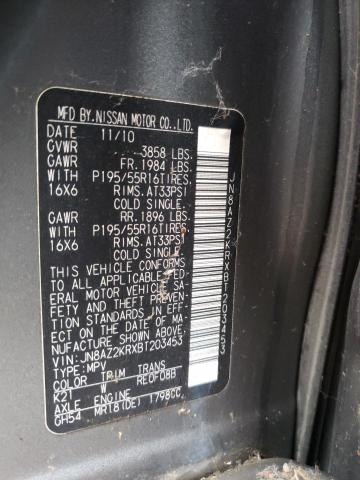 MFD BY.NISSAN MOTOR CO.,LTD.
DATE 11/10
GVWR 3858 LBS.
GAWR FR.1984 LBS.
WITH P195/55R16TIRES,
16X6 RIMS.AT33PSI
COLD SINGLE.
GAWR RR.1896 LBS.
WITH P195/55R16TIRES,
16X6 RIMS.AT33PSI
COLD SINGLE.
THIS VEHICLE CONFORMS
TO ALL APPLICABLE FED-
ERAL MOTOR VEHICLE SA-
FETY AND THEFT PREVEN-
TION STANDARDS IN EFF-
ECT ON THE DATE OF MA-
NUFACTURE SHOWN ABOVE.
VIN: JN8AZ2KRXBT203453
TYPE: MPV
COLOR TRIM TRANS
K21 W RE0F08B
AXLE ENGINE
GH54 MR18(DE) 1798CC
JN8AZ2KRXBT203453